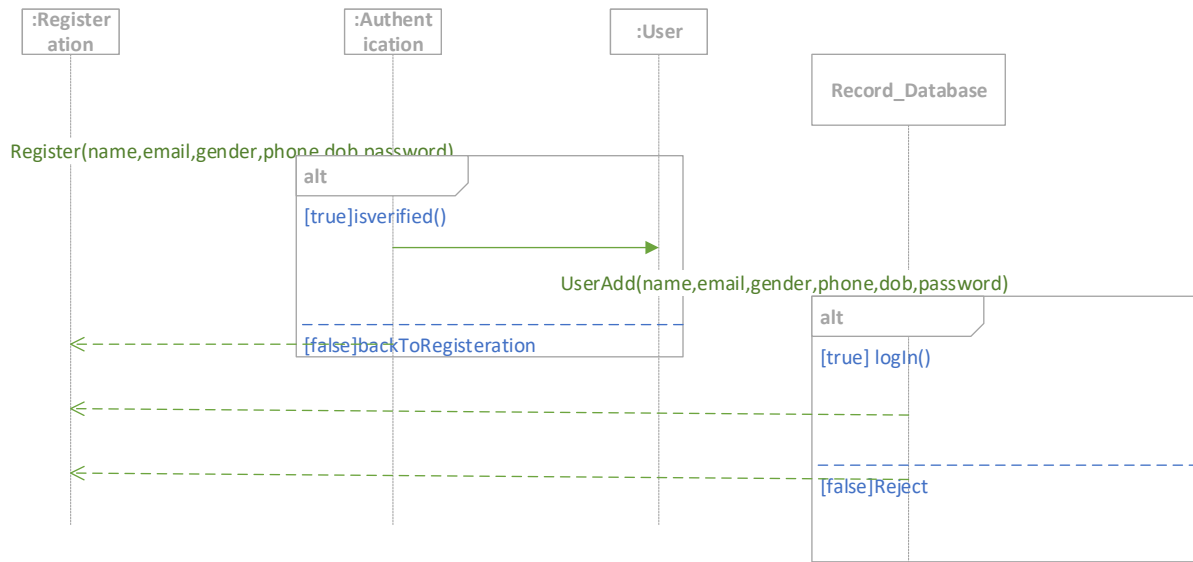 :Register
ation
:Authent
ication
:User
Record_Database
Register(name,email,gender,phone,dob,password)
alt
[true]isverified()
UserAdd(name,email,gender,phone,dob,password)
alt
[false]backToRegisteration
[true] logIn()
[false]Reject